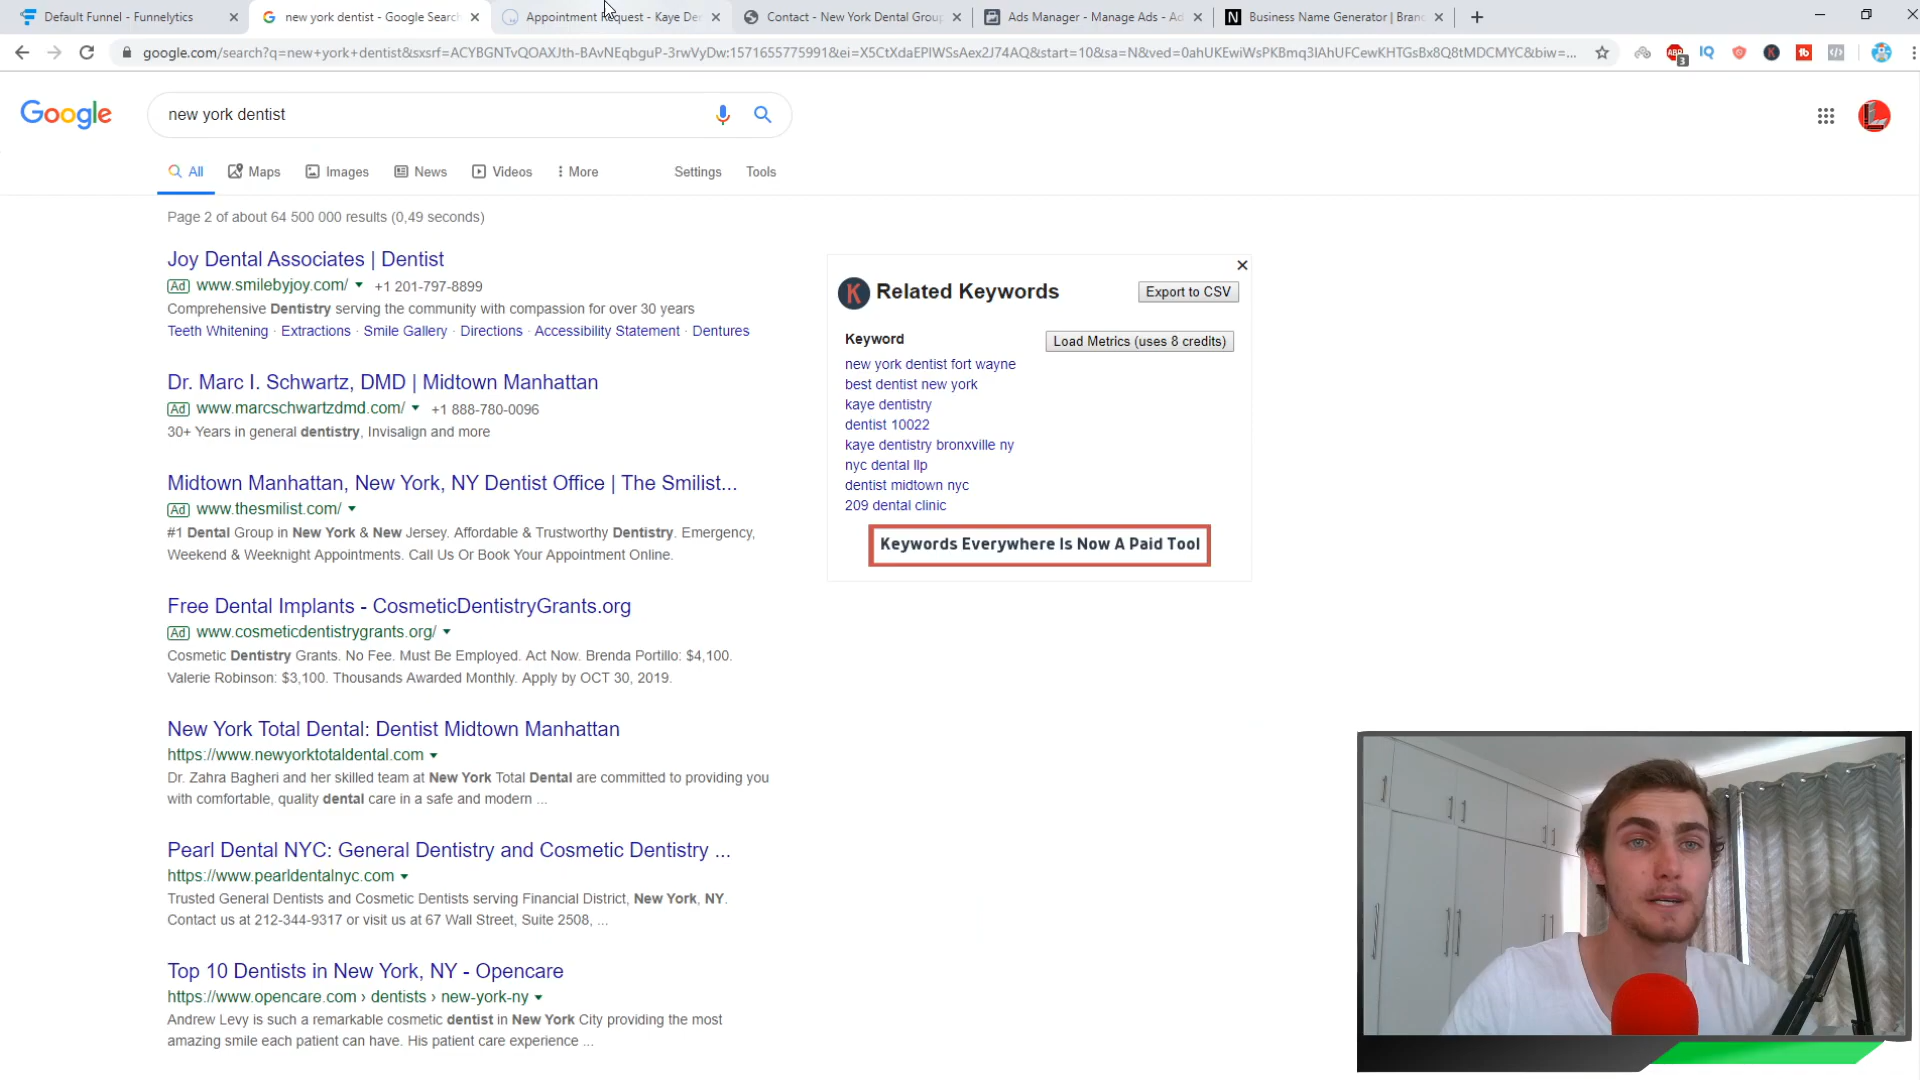 Default Funnel - Funnelytics
new york dentist - Google Search
Appointment Request - Kaye De
Contact - New York Dental Group
Ads Manager - Manage Ads - Ad
Business Name Generator | Bran
google.com/search?q=new+york+dentist&sxsrf=ACYBGNTvQOAXJth-BAvNEqbguP-3rwVyDw:1571655775991&ei=X5CtXdaEPIWSsAex2J74AQ&start=10&sa=N&ved=0ahUKEwiWsPKBmq3lAhUFCewKHTGsBx8Q8tMDCMYC&biw=...
Google
new york dentist
All
Maps
Images
News
Videos
More
Settings
Tools
Page 2 of about 64 500 000 results (0,49 seconds)
Joy Dental Associates | Dentist
Ad www.smilebyjoy.com/ +1 201-797-8899
Comprehensive Dentistry serving the community with compassion for over 30 years
Teeth Whitening · Extractions · Smile Gallery · Directions · Accessibility Statement · Dentures
Dr. Marc I. Schwartz, DMD | Midtown Manhattan
Ad www.marcschwartzdmd.com/ +1 888-780-0096
30+ Years in general dentistry, Invisalign and more
Midtown Manhattan, New York, NY Dentist Office | The Smilist...
Ad www.thesmilist.com/
#1 Dental Group in New York & New Jersey. Affordable & Trustworthy Dentistry. Emergency,
Weekend & Weeknight Appointments. Call Us Or Book Your Appointment Online.
Free Dental Implants - CosmeticDentistryGrants.org
Ad www.cosmeticdentistrygrants.org/
Cosmetic Dentistry Grants. No Fee. Must Be Employed. Act Now. Brenda Portillo: $4,100.
Valerie Robinson: $3,100. Thousands Awarded Monthly. Apply by OCT 30, 2019.
New York Total Dental: Dentist Midtown Manhattan
https://www.newyorktotaldental.com
Dr. Zahra Bagheri and her skilled team at New York Total Dental are committed to providing you
with comfortable, quality dental care in a safe and modern ...
Pearl Dental NYC: General Dentistry and Cosmetic Dentistry ...
https://www.pearldentalnyc.com
Trusted General Dentists and Cosmetic Dentists serving Financial District, New York, NY.
Contact us at 212-344-9317 or visit us at 67 Wall Street, Suite 2508, ...
Top 10 Dentists in New York, NY - Opencare
https://www.opencare.com › dentists › new-york-ny
Andrew Levy is such a remarkable cosmetic dentist in New York City providing the most
amazing smile each patient can have. His patient care experience ...
K Related Keywords
Export to CSV
Keyword
Load Metrics (uses 8 credits)
new york dentist fort wayne
best dentist new york
kaye dentistry
dentist 10022
kaye dentistry bronxville ny
nyc dental llp
dentist midtown nyc
209 dental clinic
Keywords Everywhere Is Now A Paid Tool